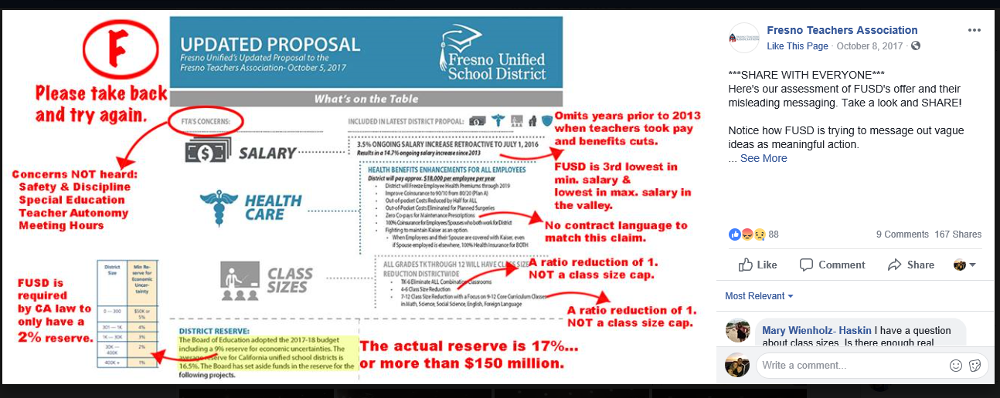 F
Please take back
and try again.
UPDATED PROPOSAL
Fresno Unified's Updated Proposal to the
Fresno Teachers Association- October 5, 2017
Fresno Unified
School District
What's on the Table
FTA'S CONCERNS:
INCLUDED IN LATEST DISTRICT PROPOAL:
SALARY
3.5% ONGOING SALARY INCREASE RETROACTIVE TO JULY 1, 2016
Results in a 14.7% ongoing salary increase since 2013
Omits years prior to 2013
when teachers took pay
and benefits cuts.
FUSD is 3rd lowest in
min. salary &
lowest in max. salary in
the valley.
Concerns NOT heard:
Safety & Discipline
Special Education
Teacher Autonomy
Meeting Hours
HEALTH
CARE
HEALTH BENEFITS ENHANCEMENTS FOR ALL EMPLOYEES
District will pay approx. $18,000 per employee per year
• District will Freeze Employee Health Premiums through 2019
• Improve Coinsurance to 90/10 from 80/20 (Plan A)
• Out-of-pocket Costs Reduced by Half for ALL
• Out-of-Pocket Costs Eliminated for Planned Surgeries
• Zero Co-pays for Maintenance Prescriptions
• 100% Coinsurance for Employees/Spouses who both work for District
• Fighting to maintain Kaiser as an option.
• When Employees and their Spouse are covered with Kaiser, even
if Spouse employed is elsewhere, 100% Health Insurance for BOTH
No contract language to
match this claim.
CLASS
SIZES
ALL GRADES TK THROUGH 12 WILL HAVE CLASS SIZE
REDUCTION DISTRICTWIDE
• TK-6 Eliminate ALL Combination Classrooms
• 4-6 Class Size Reduction
• 7-12 Class Size Reduction with a Focus on 9-12 Core Curriculum Classes
in Math, Science, Social Science, English, Foreign Language
A ratio reduction of 1.
NOT a class size cap.
A ratio reduction of 1.
NOT a class size cap.
FUSD is
required
by CA law to
only have a
2% reserve.
District Size
Min Re-
serve for
Economic
Uncer-
tainty
0 — 300 $50K or 5%
301 — 1K 4%
1K — 30K 3%
30K — 400K 2%
400K + 1%
DISTRICT RESERVE:
The Board of Education adopted the 2017-18 budget
including a 9% reserve for economic uncertainties. The
average reserve for California unified school districts is
16.5%. The Board has set aside funds in the reserve for the
following projects.
The actual reserve is 17%...
or more than $150 million.
Fresno Teachers Association
Like This Page · October 8, 2017 ·
***SHARE WITH EVERYONE***
Here's our assessment of FUSD's offer and their
misleading messaging. Take a look and SHARE!
Notice how FUSD is trying to message out vague
ideas as meaningful action.
... See More
88
9 Comments 167 Shares
Like Comment Share
Most Relevant
Mary Wienholz- Haskin I have a question
about class sizes. Is there enough real
Write a comment...